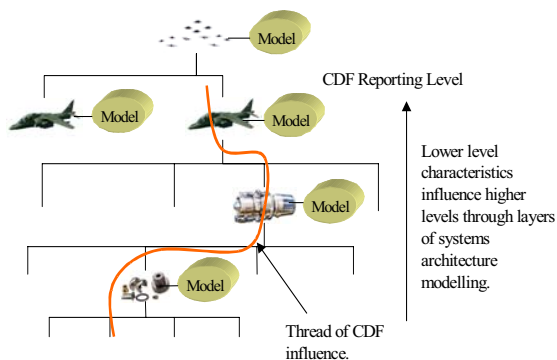 Model
CDF Reporting Level
Model
Model
Lower level
characteristics
influence higher
levels through layers
of systems
architecture
modelling.
Model
Model
Thread of CDF
influence.